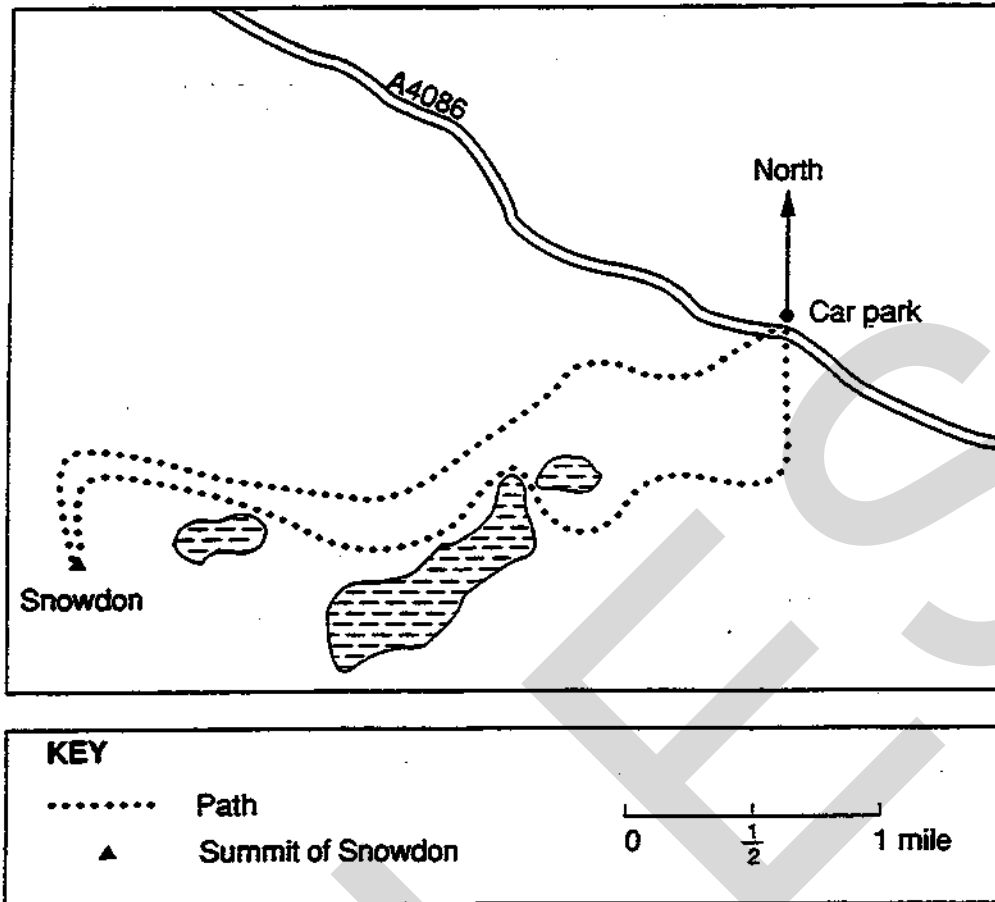 A4086
North
Car park
Snowdon
KEY
Path
Summit of Snowdon
0 1/2 1 mile